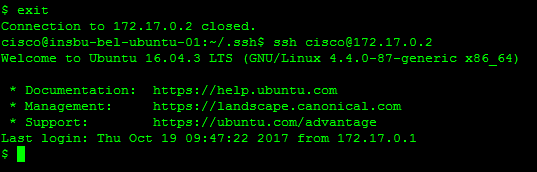 $ exit
Connection to 172.17.0.2 closed.
cisco@insbu-bel-ubuntu-01:~/.ssh$ ssh cisco@172.17.0.2
Welcome to Ubuntu 16.04.3 LTS (GNU/Linux 4.4.0-87-generic x86_64)

 * Documentation:  https://help.ubuntu.com
 * Management:     https://landscape.canonical.com
 * Support:        https://ubuntu.com/advantage
Last login: Thu Oct 19 09:47:22 2017 from 172.17.0.1
$